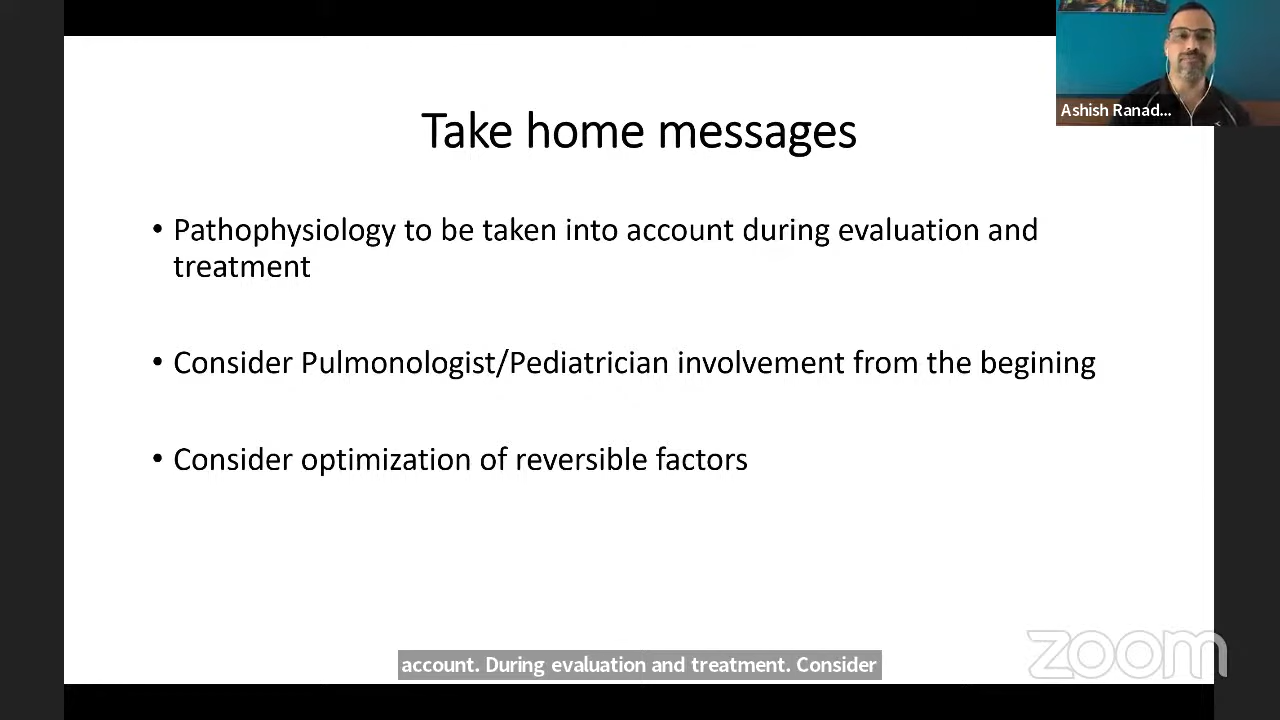 Ashish Ranad...
Take home messages
• Pathophysiology to be taken into account during evaluation and
treatment
• Consider Pulmonologist/Pediatrician involvement from the begining
• Consider optimization of reversible factors
account. During evaluation and treatment. Consider
zoom